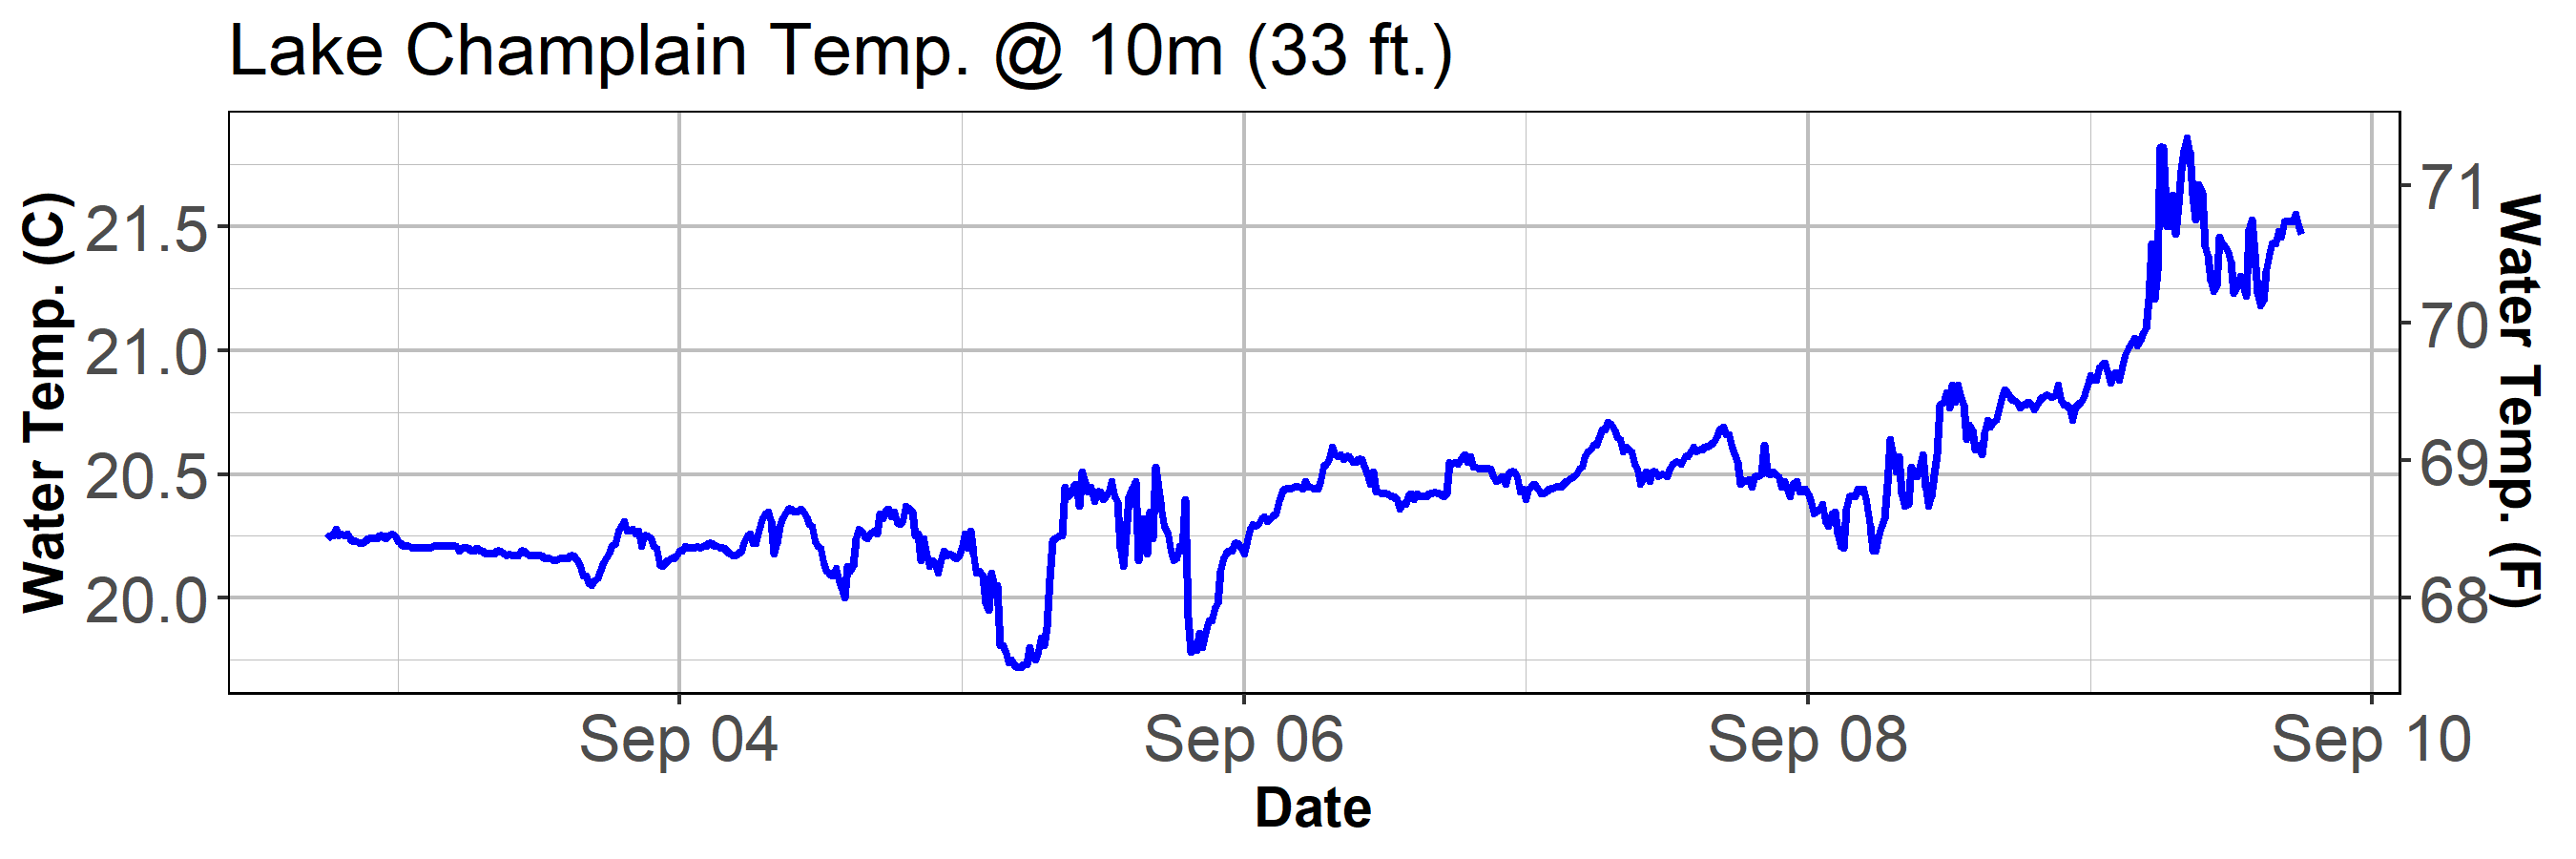 Lake Champlain Temp. @ 10m (33 ft.)
Water Temp. (C)
21.5
21.0
20.5
20.0
71
70
69
68
Water Temp. (F)
Sep 04
Sep 06
Sep 08
Sep 10
Date